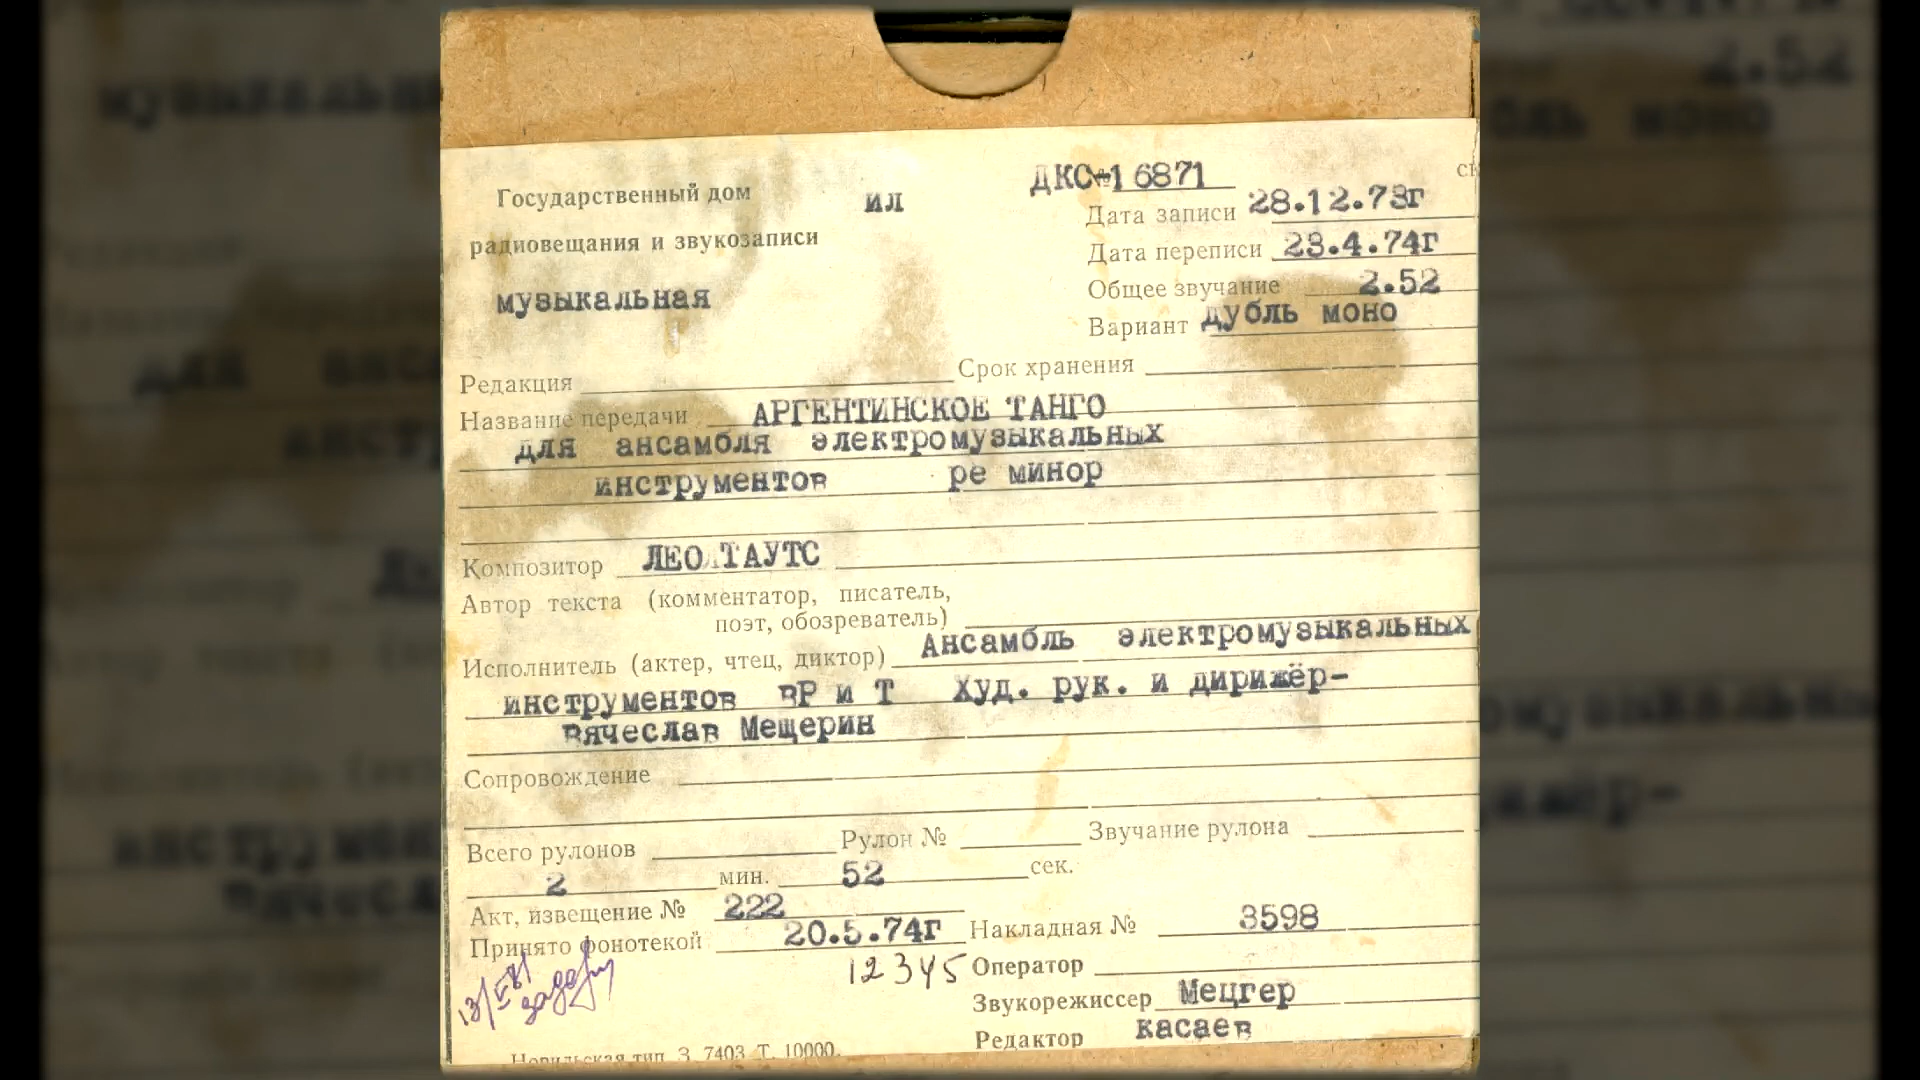 ДКС-16871
Государственный дом
ил
Дата записи 28.12.73г
радиовещания и звукозаписи
Дата переписи 23.4.74г
Общее звучание 2.52
музыкальная
Вариант дубль моно
Редакция
Срок хранения
Название передачи АРГЕНТИНСКОЕ ТАНГО
для ансамбля электромузыкальных
инструментов ре минор
Композитор ЛЕО ТАУТС
Автор текста (комментатор, писатель,
поэт, обозреватель)
Исполнитель (актер, чтец, диктор) Ансамбль электромузыкальных
инструментов ВР и Т Худ. рук. и дирижёр-
Вячеслав Мещерин
Сопровождение
Всего рулонов Рулон № Звучание рулона
2 мин. 52 сек.
Акт, извещение № 222
Принято фонотекой 20.5.74г Накладная № 3598
12345 Оператор
Звукорежиссер Мецгер
Редактор касаев
тип. З. 7403 Т. 10000.